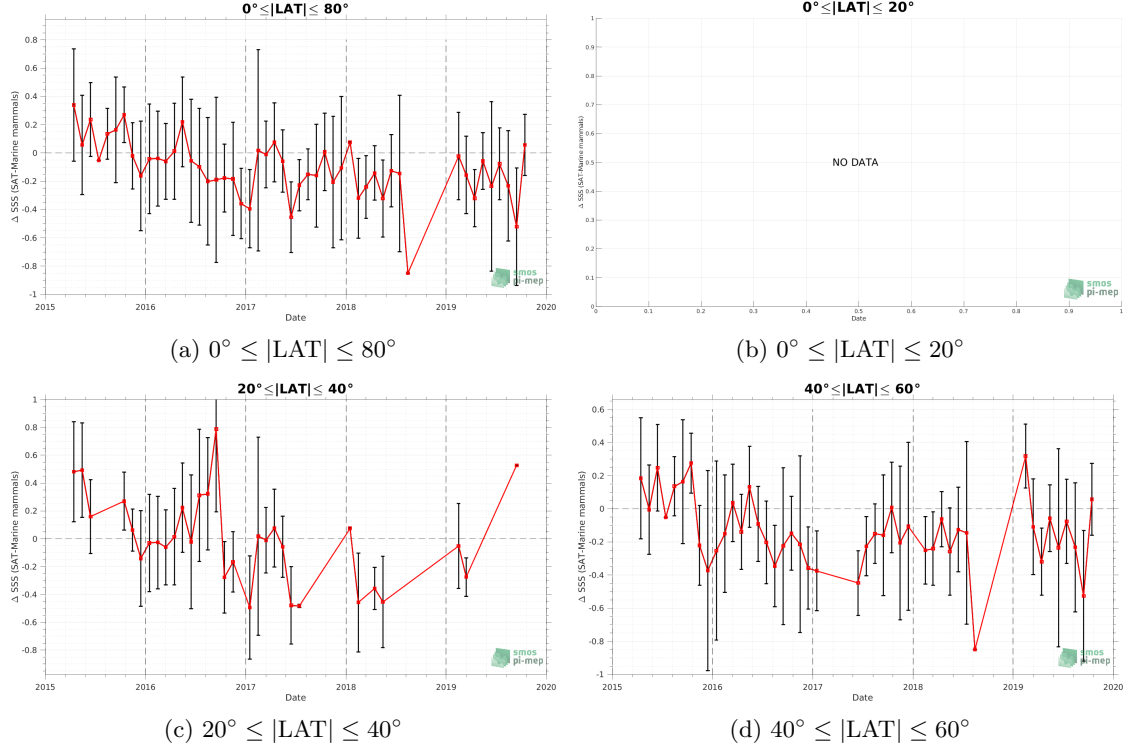 0°≤|LAT|≤ 80°
Δ SSS (SAT-Marine mammals)
0.8
0.6
0.4
0.2
0
-0.2
-0.4
-0.6
-0.8
-1
2015
2016
2017
2018
2019
2020
Date
smos
pi-mep
(a) 0° ≤ |LAT| ≤ 80°
0°≤|LAT|≤ 20°
Δ SSS (SAT-Marine mammals)
1
0.9
0.8
0.7
0.6
0.5
0.4
0.3
0.2
0.1
0
NO DATA
0
0.1
0.2
0.3
0.4
0.5
0.6
0.7
0.8
0.9
1
Date
smos
pi-mep
(b) 0° ≤ |LAT| ≤ 20°
20°≤|LAT|≤ 40°
Δ SSS (SAT-Marine mammals)
1
0.8
0.6
0.4
0.2
0
-0.2
-0.4
-0.6
-0.8
2015
2016
2017
2018
2019
2020
Date
smos
pi-mep
(c) 20° ≤ |LAT| ≤ 40°
40°≤|LAT|≤ 60°
Δ SSS (SAT-Marine mammals)
0.6
0.4
0.2
0
-0.2
-0.4
-0.6
-0.8
-1
2015
2016
2017
2018
2019
2020
Date
smos
pi-mep
(d) 40° ≤ |LAT| ≤ 60°